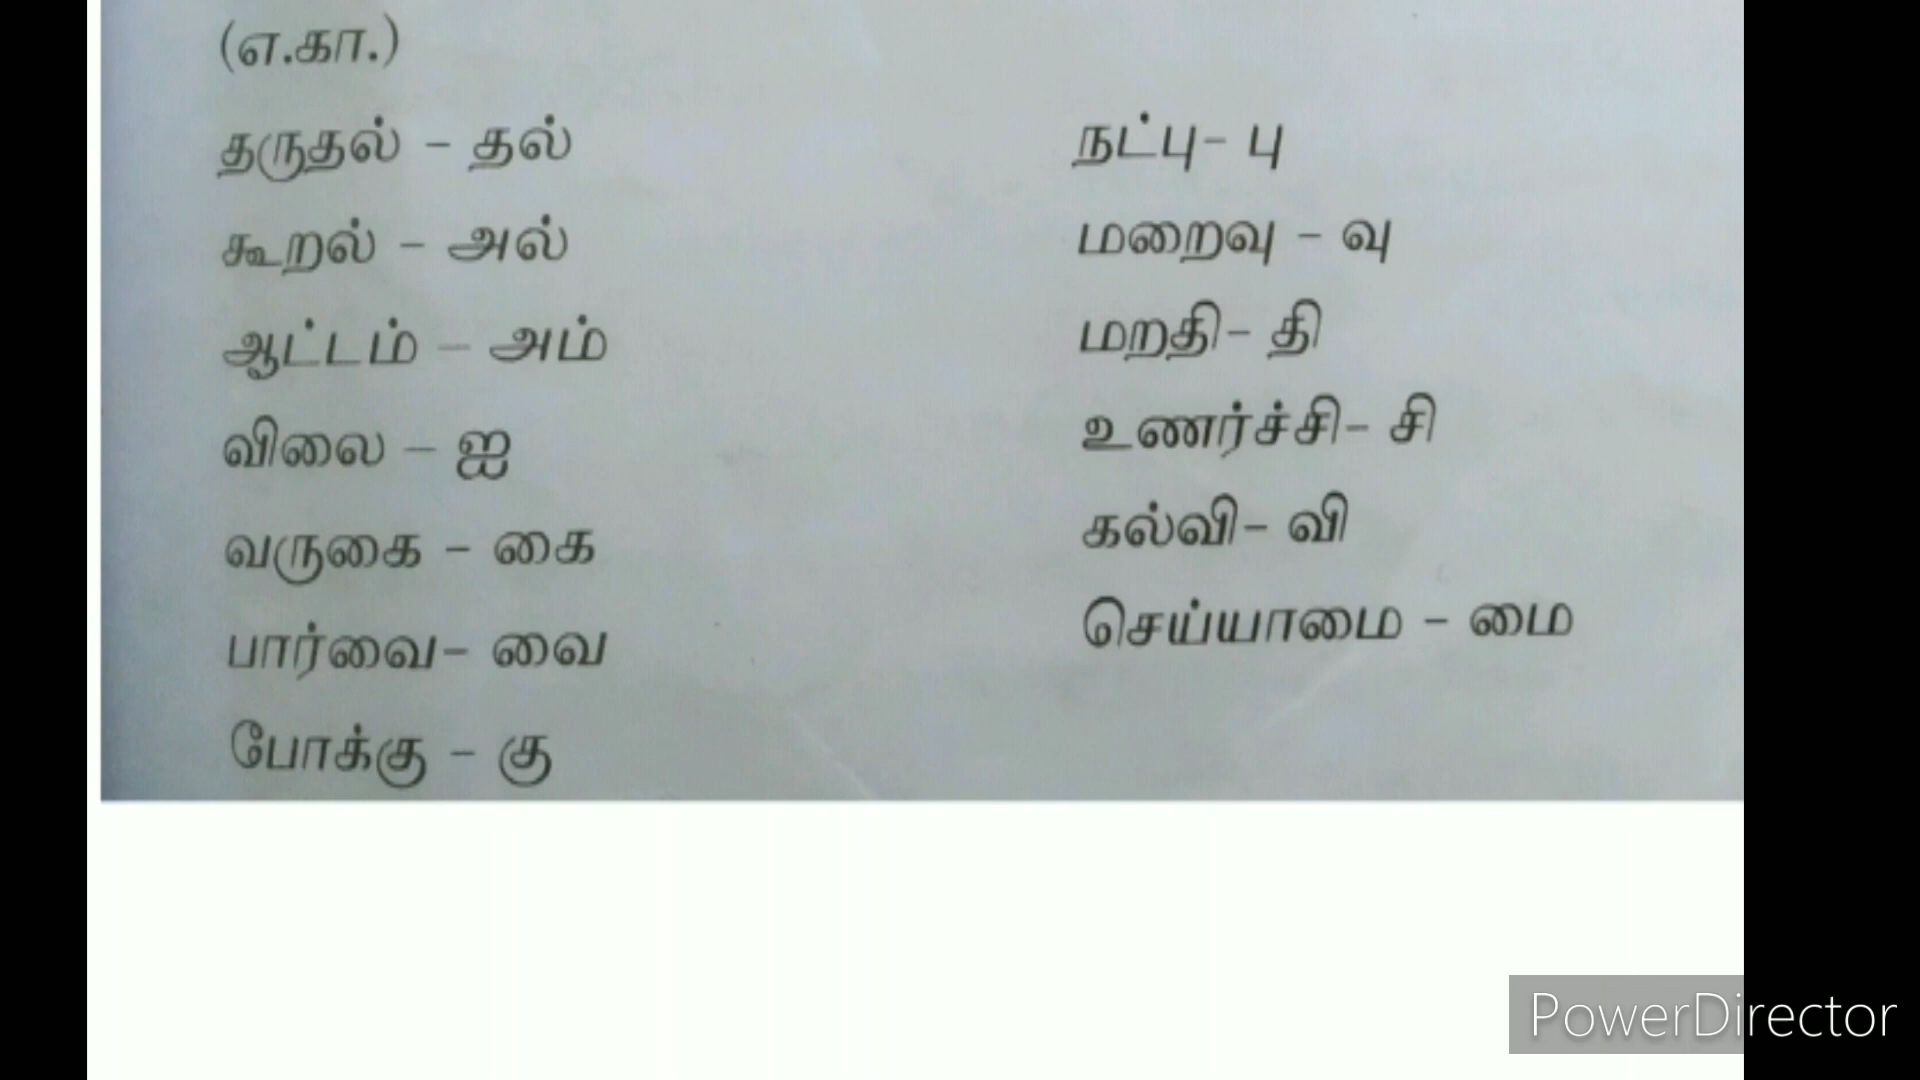 (எ.கா.)
தருதல் - தல்
கூறல் - அல்
ஆட்டம் - அம்
விலை - ஐ
வருகை - கை
பார்வை- வை
போக்கு - கு
நட்பு- பு
மறைவு - வு
மறதி- தி
உணர்ச்சி- சி
கல்வி- வி
செய்யாமை - மை
PowerDirector